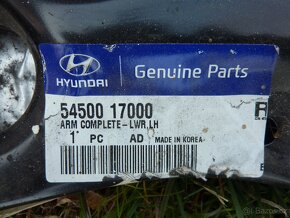 HYUNDAI
Genuine Parts
54500 17000
ARM COMPLETE-LWR,LH
1 PC AD MADE IN KOREA